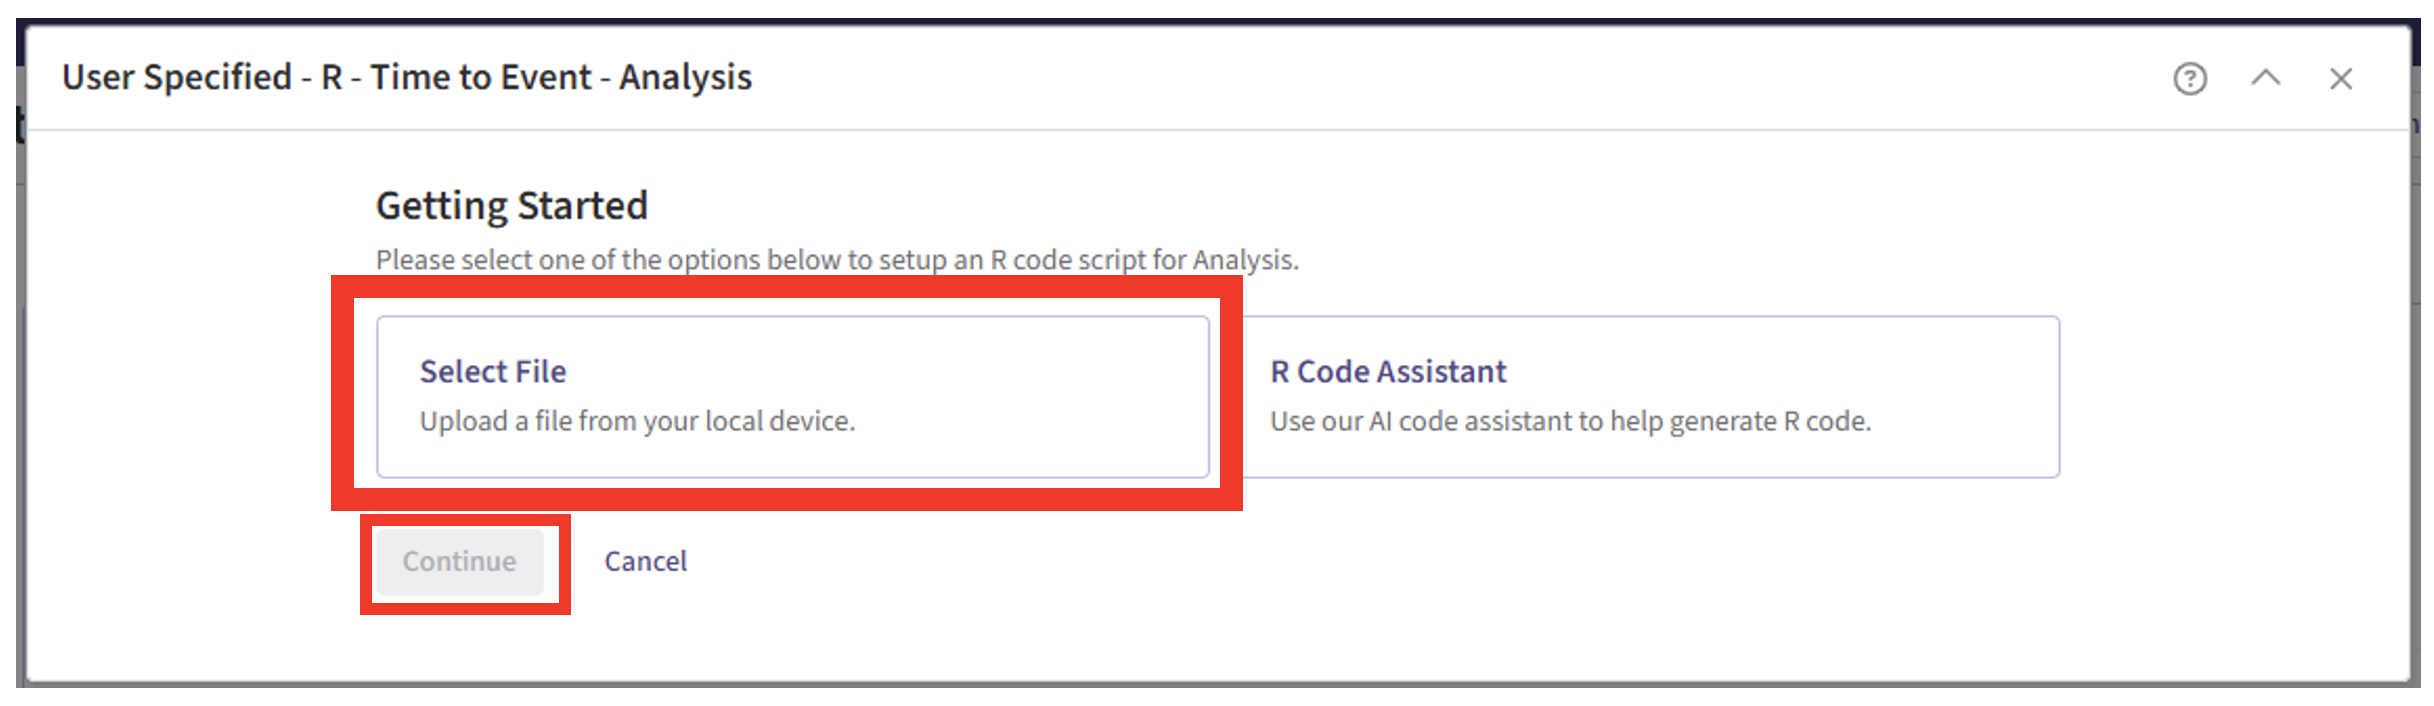 User Specified - R - Time to Event - Analysis
Getting Started
Please select one of the options below to setup an R code script for Analysis.
Select File
Upload a file from your local device.
R Code Assistant
Use our AI code assistant to help generate R code.
Continue
Cancel